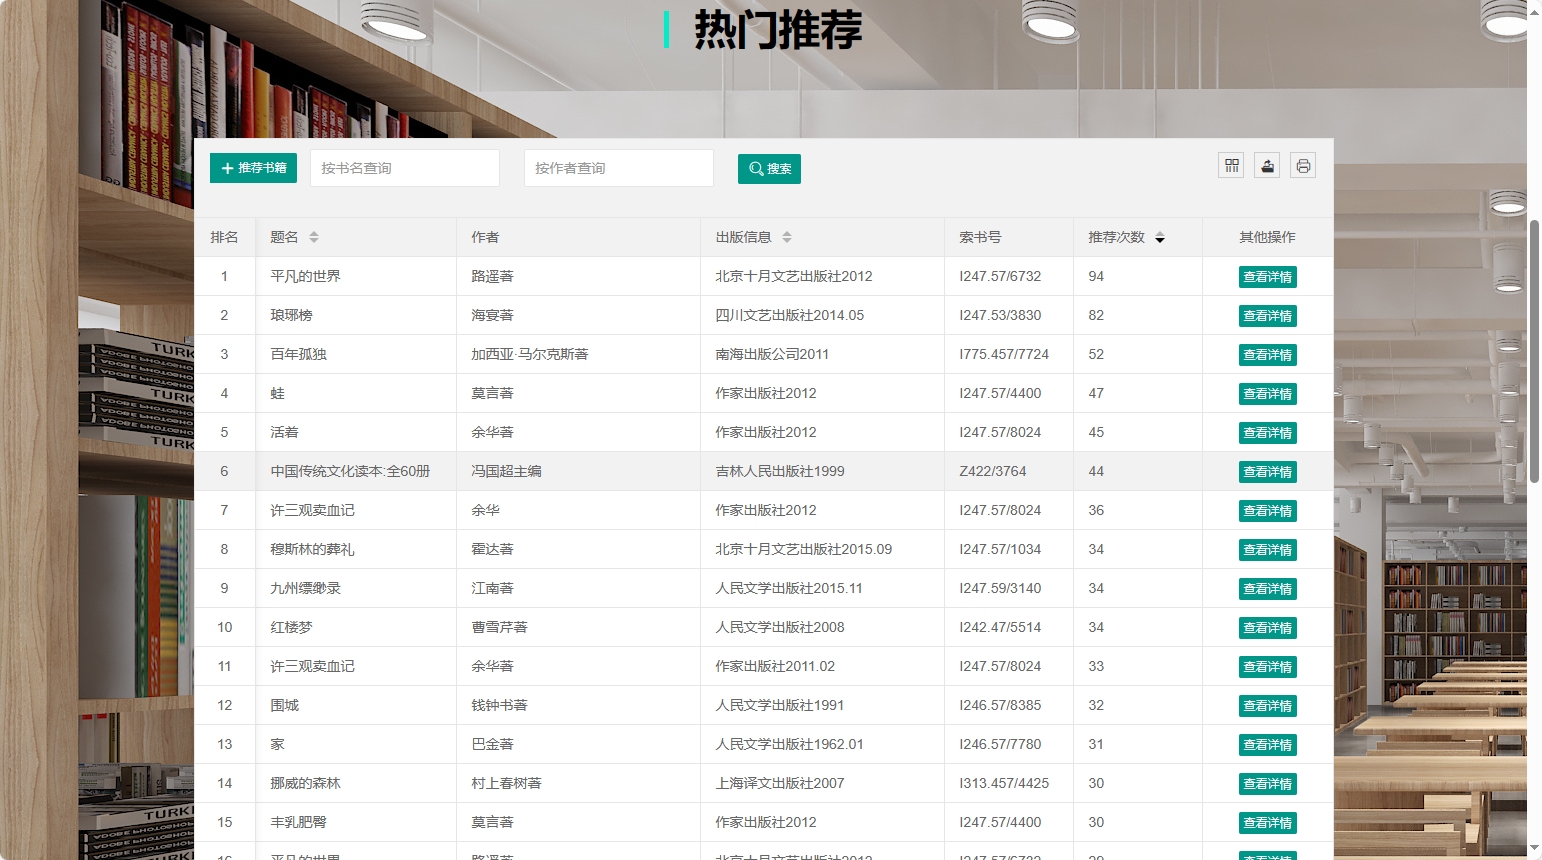 热门推荐
推荐书籍 按书名查询 按作者查询 搜索
排名 题名 作者 出版信息 索书号 推荐次数 其他操作
1 平凡的世界 路遥著 北京十月文艺出版社2012 I247.57/6732 94 查看详情
2 琅琊榜 海宴著 四川文艺出版社2014.05 I247.53/3830 82 查看详情
3 百年孤独 加西亚·马尔克斯著 南海出版公司2011 I775.457/7724 52 查看详情
4 蛙 莫言著 作家出版社2012 I247.57/4400 47 查看详情
5 活着 余华著 作家出版社2012 I247.57/8024 45 查看详情
6 中国传统文化读本:全60册 冯国超主编 吉林人民出版社1999 Z422/3764 44 查看详情
7 许三观卖血记 余华 作家出版社2012 I247.57/8024 36 查看详情
8 穆斯林的葬礼 霍达著 北京十月文艺出版社2015.09 I247.57/1034 34 查看详情
9 九州缥缈录 江南著 人民文学出版社2015.11 I247.59/3140 34 查看详情
10 红楼梦 曹雪芹著 人民文学出版社2008 I242.47/5514 34 查看详情
11 许三观卖血记 余华著 作家出版社2011.02 I247.57/8024 33 查看详情
12 围城 钱钟书著 人民文学出版社1991 I246.57/8385 32 查看详情
13 家 巴金著 人民文学出版社1962.01 I246.57/7780 31 查看详情
14 挪威的森林 村上春树著 上海译文出版社2007 I313.457/4425 30 查看详情
15 丰乳肥臀 莫言著 作家出版社2012 I247.57/4400 30 查看详情
TURK
ADOBE PHOTOSHO
TURK
ADOBE PHOTOSHO
TURK
TURKI
ADOBE PHOTOSHO
TURK